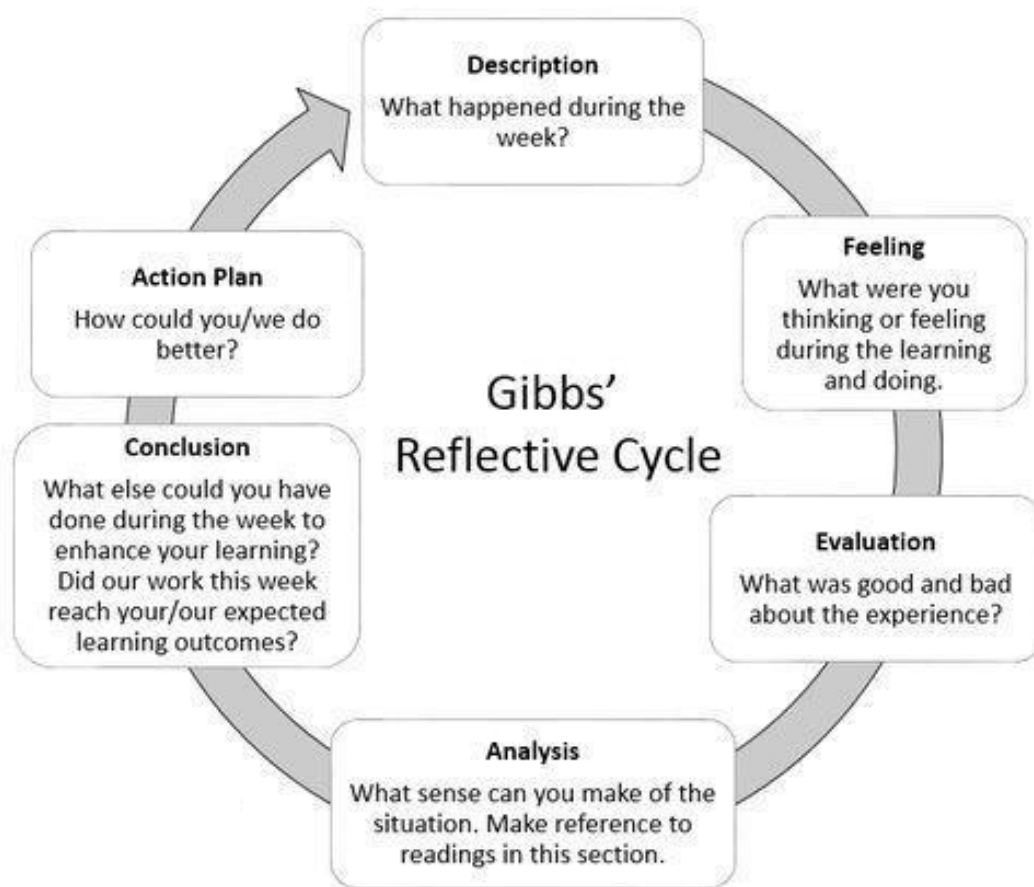 Description
What happened during the
week?
Feeling
What were you
thinking or feeling
during the learning
and doing.
Evaluation
What was good and bad
about the experience?
Analysis
What sense can you make of the
situation. Make reference to
readings in this section.
Conclusion
What else could you have
done during the week to
enhance your learning?
Did our work this week
reach your/our expected
learning outcomes?
Action Plan
How could you/we do
better?
Gibbs’
Reflective Cycle